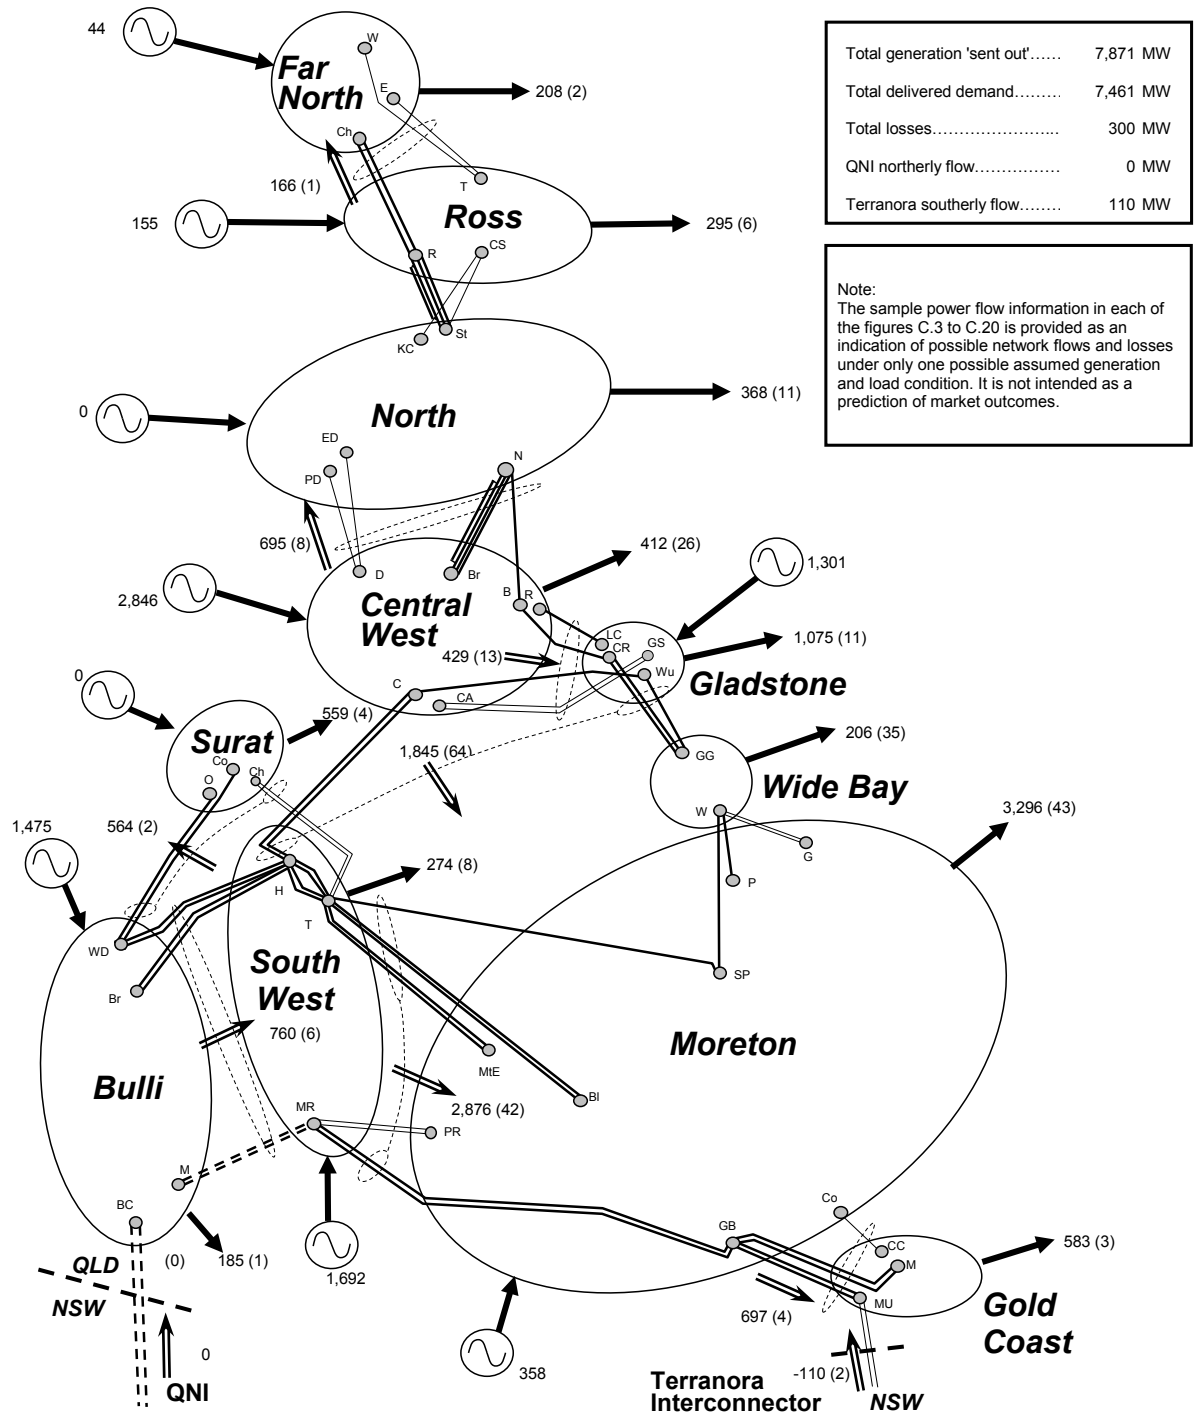 44
W
Far
North
E
208 (2)
Ch
166 (1)
T
155
Ross
295 (6)
CS
R
St
KC
0
North
368 (11)
ED
PD
N
695 (8)
412 (26)
1,301
D
Br
2,846
Central
West
B
R
LC
CR
GS
1,075 (11)
429 (13)
Wu
Gladstone
C
CA
0
559 (4)
Surat
Co
Ch
O
1,845 (64)
GG
206 (35)
Wide Bay
W
3,296 (43)
1,475
564 (2)
G
274 (8)
P
H
T
WD
South
West
SP
Br
760 (6)
Moreton
Bulli
MtE
Bl
MR
2,876 (42)
PR
M
BC
Co
GB
CC
583 (3)
QLD
(0)
185 (1)
M
1,692
NSW
MU
697 (4)
Gold
Coast
0
QNI
358
-110 (2)
Terranora
Interconnector
NSW
Total generation 'sent out'...... 7,871 MW
Total delivered demand......... 7,461 MW
Total losses........................ 300 MW
QNI northerly flow................ 0 MW
Terranora southerly flow........ 110 MW
Note:
The sample power flow information in each of
the figures C.3 to C.20 is provided as an
indication of possible network flows and losses
under only one possible assumed generation
and load condition. It is not intended as a
prediction of market outcomes.